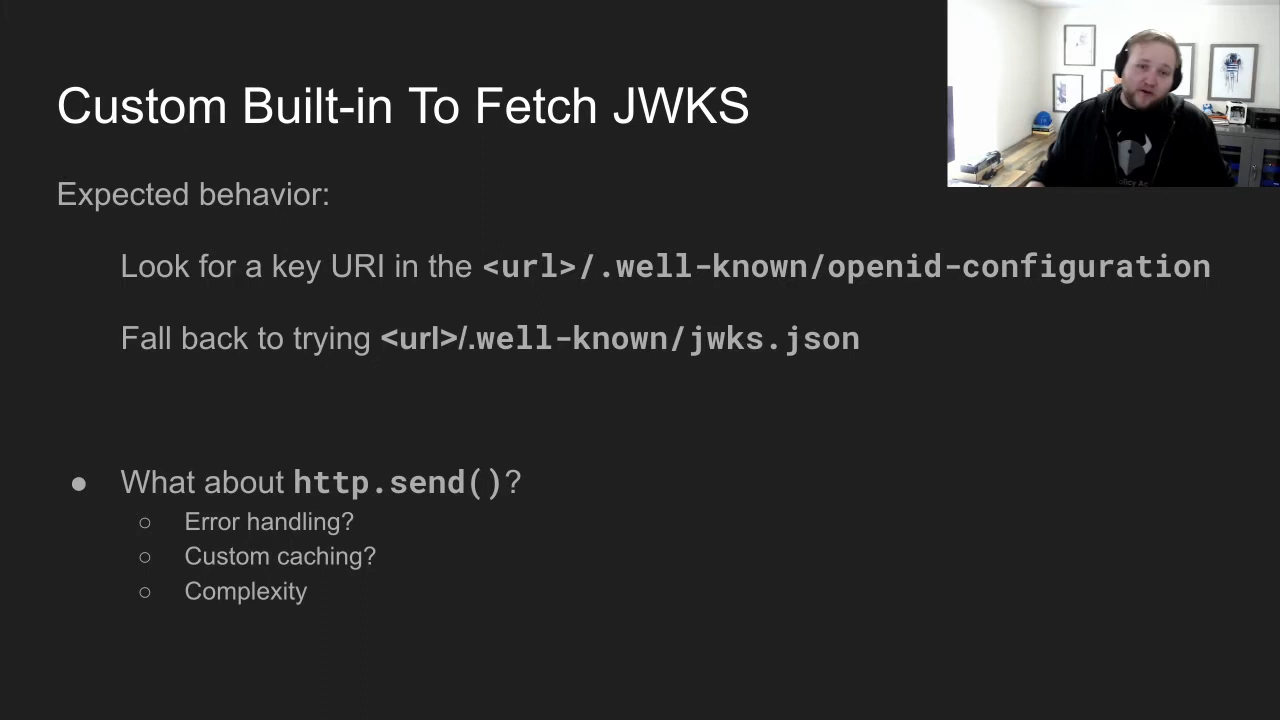 Custom Built-in To Fetch JWKS
Expected behavior:
Look for a key URI in the <url>/.well-known/openid-configuration
Fall back to trying <url>/.well-known/jwks.json
● What about http.send()?
○ Error handling?
○ Custom caching?
○ Complexity